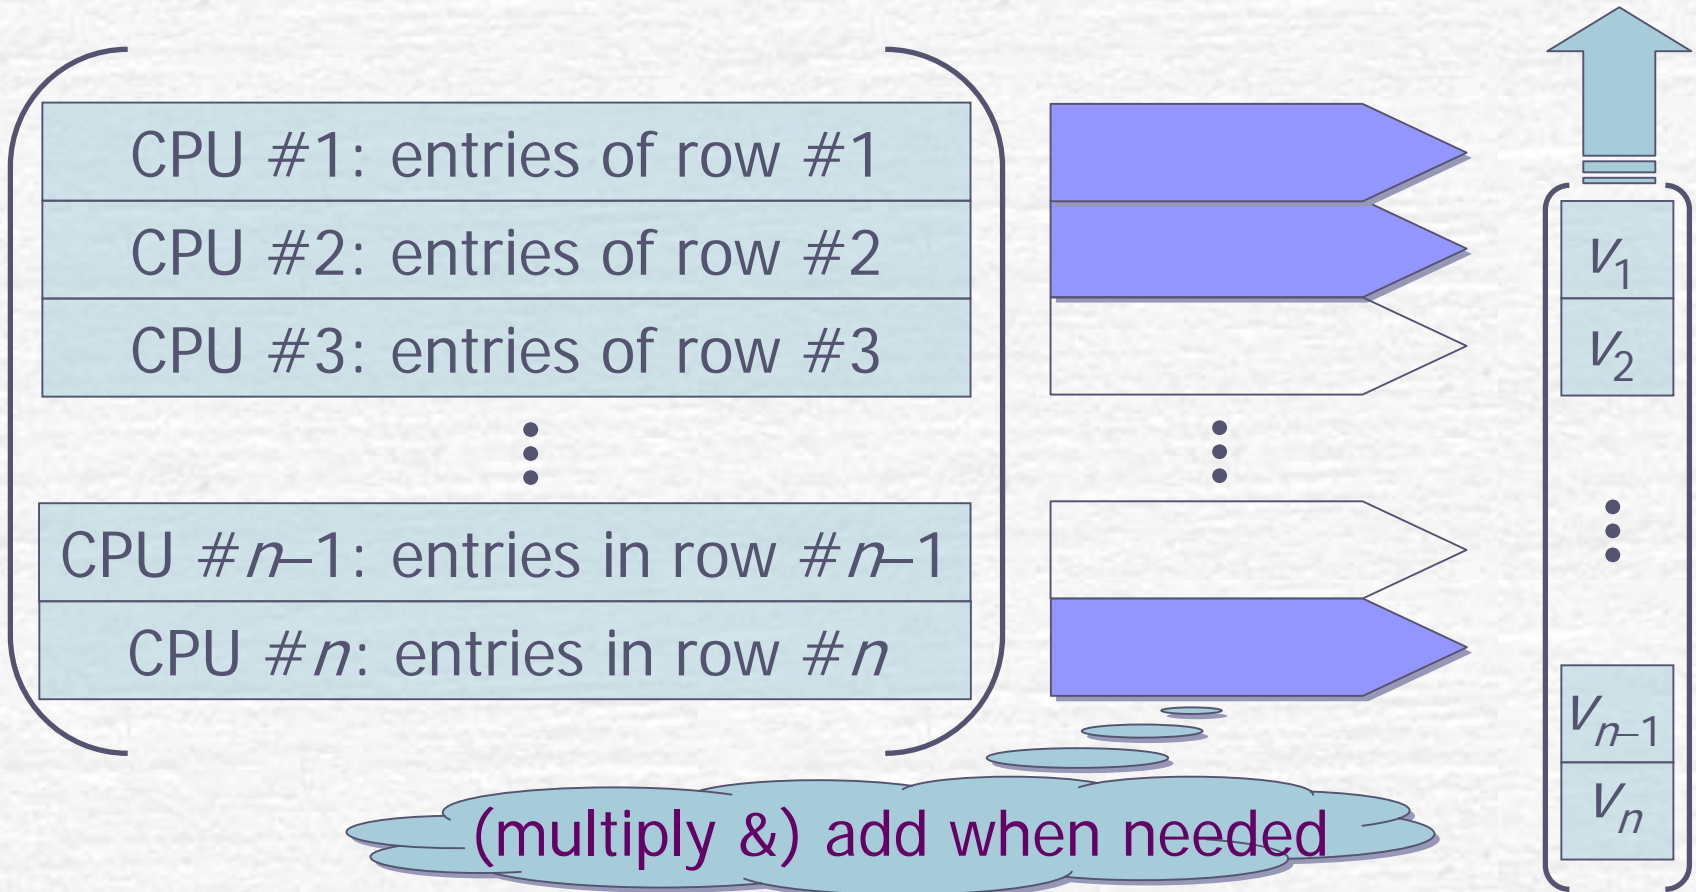 CPU #1: entries of row #1
CPU #2: entries of row #2
CPU #3: entries of row #3
CPU #n–1: entries in row #n–1
CPU #n: entries in row #n
(multiply &) add when needed
V1
V2
Vn–1
Vn